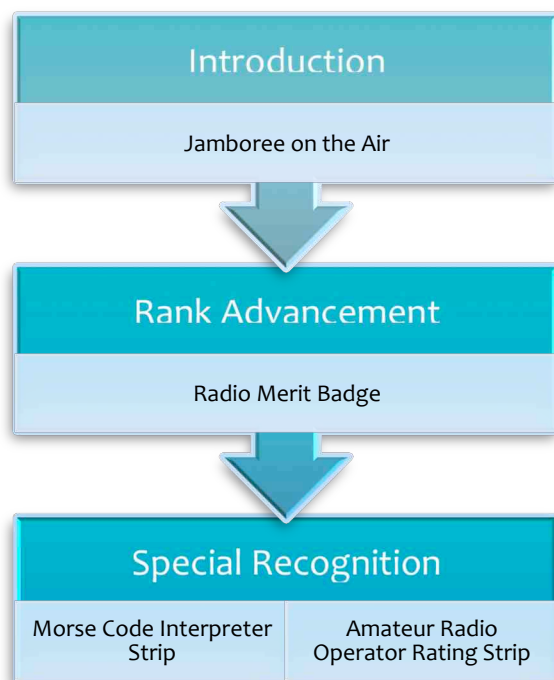 Introduction
Jamboree on the Air
Rank Advancement
Radio Merit Badge
Special Recognition
Morse Code Interpreter
Strip
Amateur Radio
Operator Rating Strip